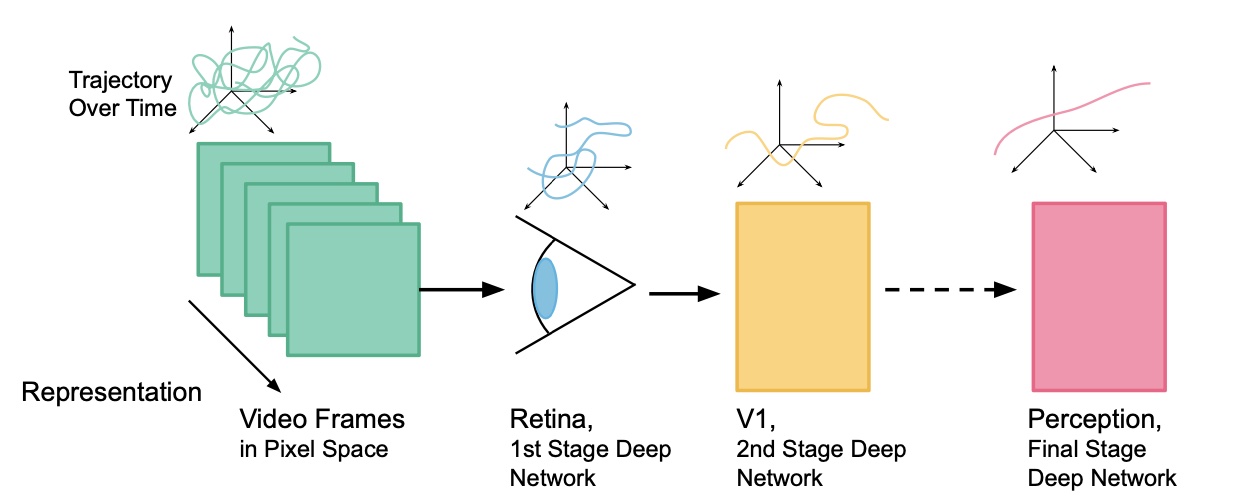 Trajectory
Over Time
Representation
Video Frames
in Pixel Space
Retina,
1st Stage Deep
Network
V1,
2nd Stage Deep
Network
Perception,
Final Stage
Deep Network